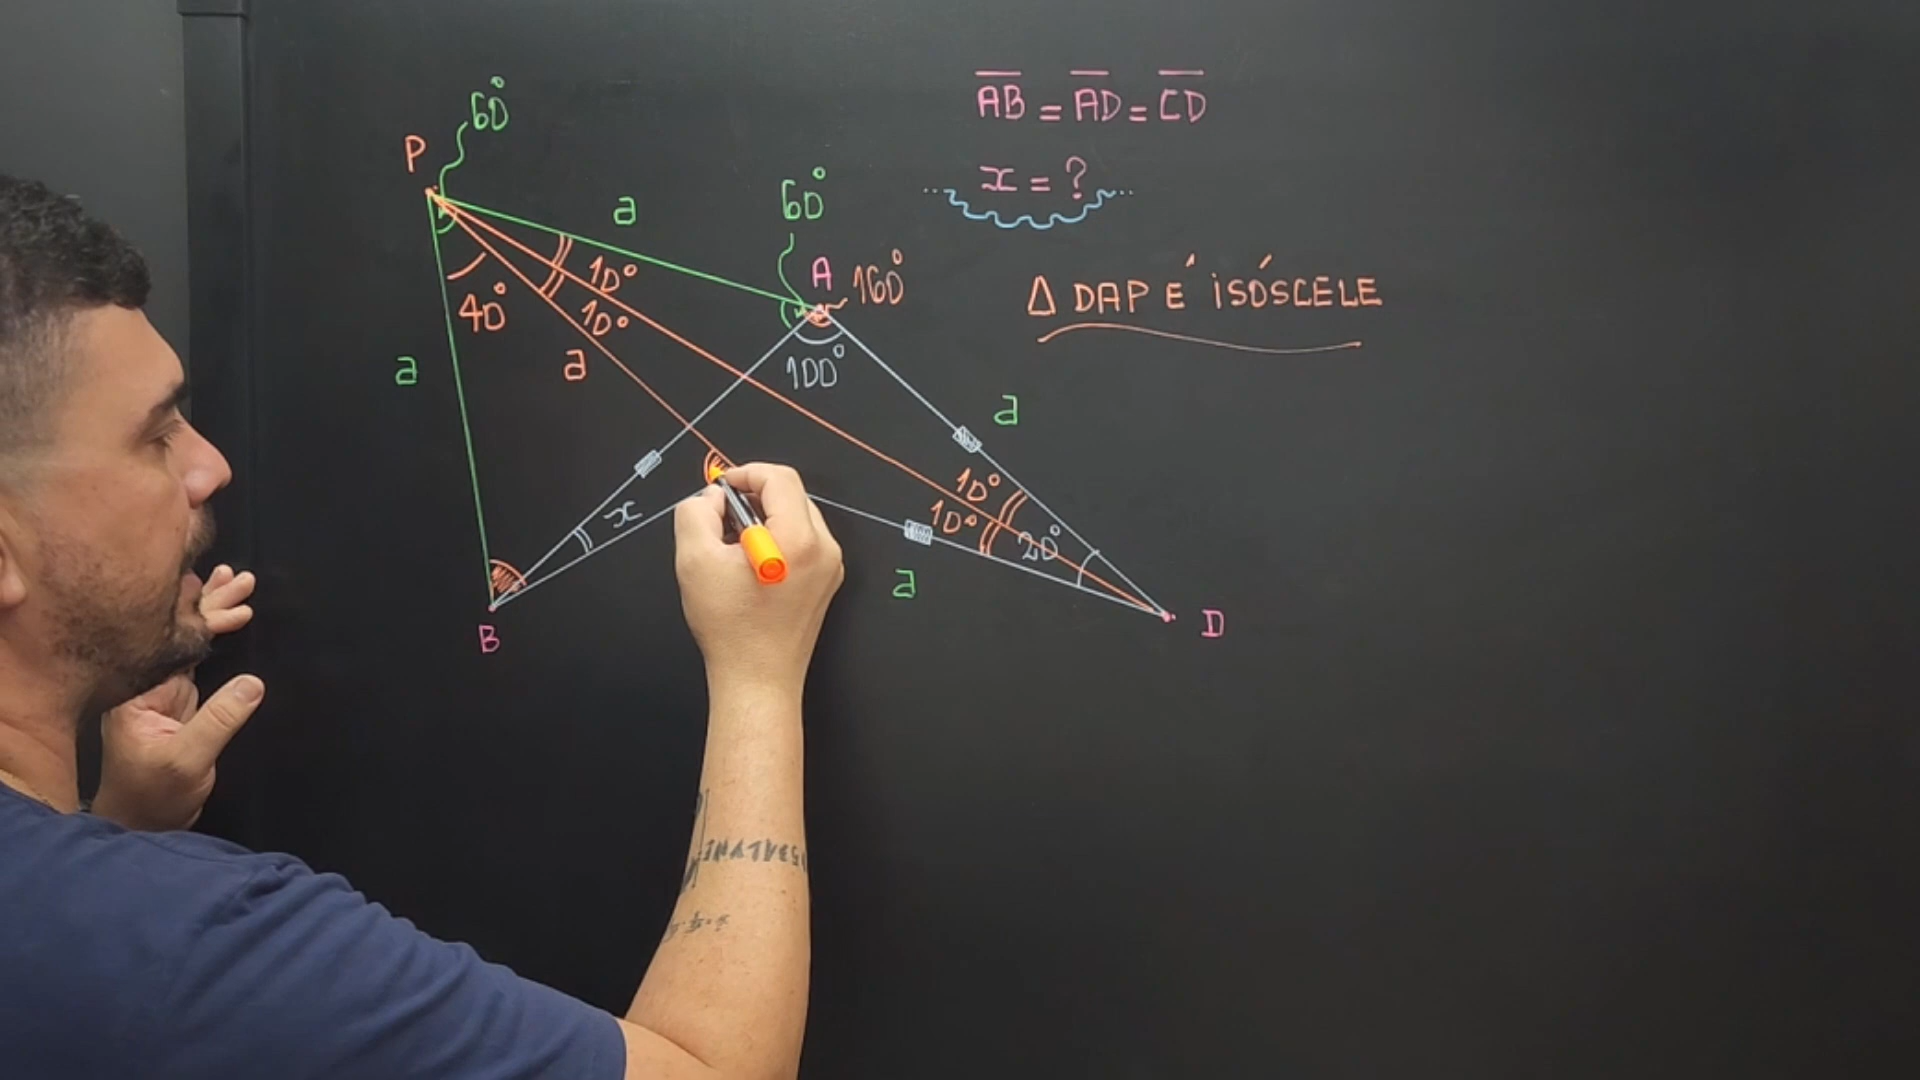 60°
P
AB = AD = CD
x = ?
a
60°
A
160°
Δ DAP É ISÓSCELE
10°
40°
10°
a
a
100°
a
10°
x
10°
20°
a
B
D